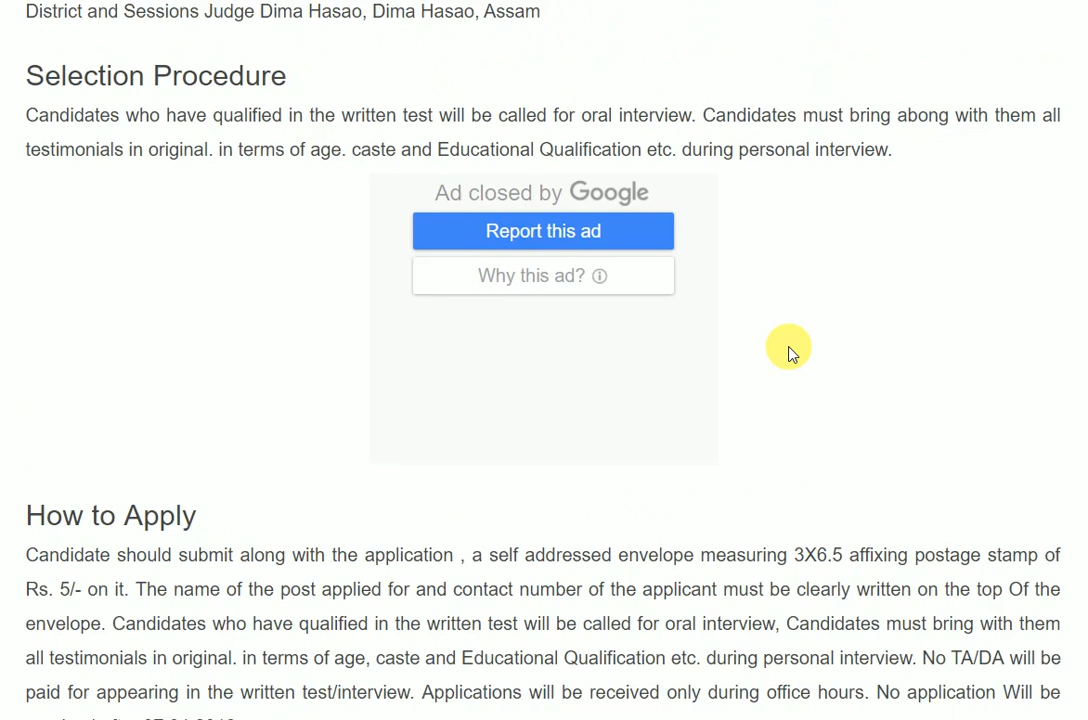 District and Sessions Judge Dima Hasao, Dima Hasao, Assam
Selection Procedure
Candidates who have qualified in the written test will be called for oral interview. Candidates must bring abong with them all
testimonials in original. in terms of age. caste and Educational Qualification etc. during personal interview.
Ad closed by Google
Report this ad
Why this ad?
How to Apply
Candidate should submit along with the application , a self addressed envelope measuring 3X6.5 affixing postage stamp of
Rs. 5/- on it. The name of the post applied for and contact number of the applicant must be clearly written on the top Of the
envelope. Candidates who have qualified in the written test will be called for oral interview, Candidates must bring with them
all testimonials in original. in terms of age, caste and Educational Qualification etc. during personal interview. No TA/DA will be
paid for appearing in the written test/interview. Applications will be received only during office hours. No application Will be